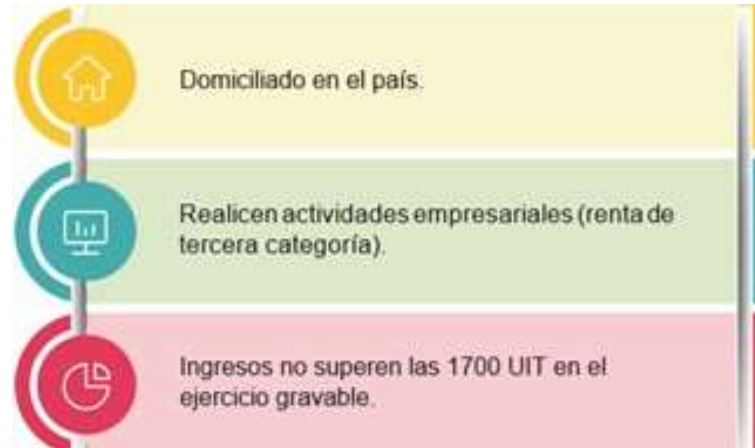 Domiciliado en el país.
Realicen actividades empresariales (renta de
tercera categoría).
Ingresos no superen las 1700 UIT en el
ejercicio gravable.